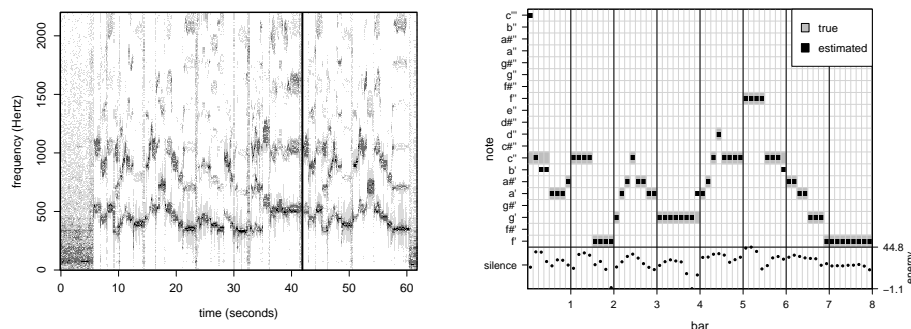 frequency (Hertz)
0
500
1000
1500
2000
0 10 20 30 40 50 60
time (seconds)
note
c'''
b''
a#''
a''
g#''
g''
f#''
f''
e''
d#''
d''
c#''
c''
b'
a#'
a'
g#'
g'
f#'
f'
silence
true
estimated
44.8
energy
−1.1
1 2 3 4 5 6 7 8
bar